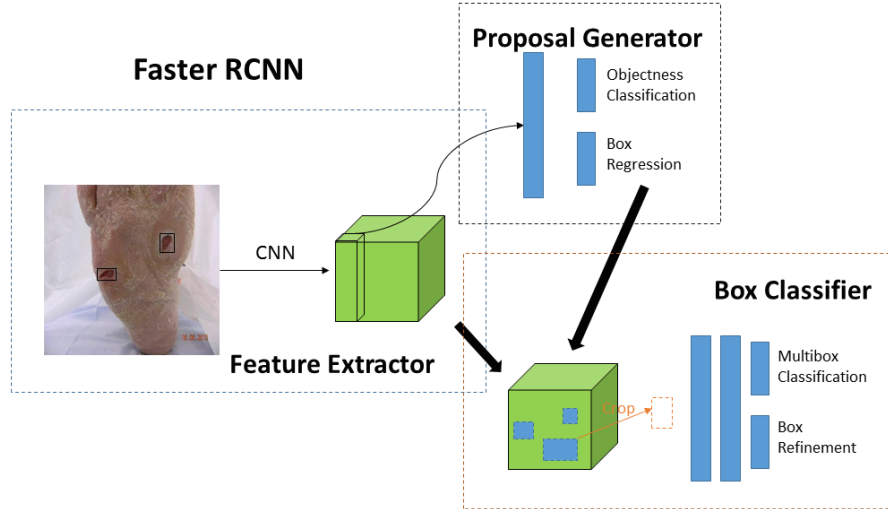 Proposal Generator
Faster RCNN
Objectness
Classification
Box
Regression
CNN
Feature Extractor
Box Classifier
Multibox
Classification
Crop
Box
Refinement